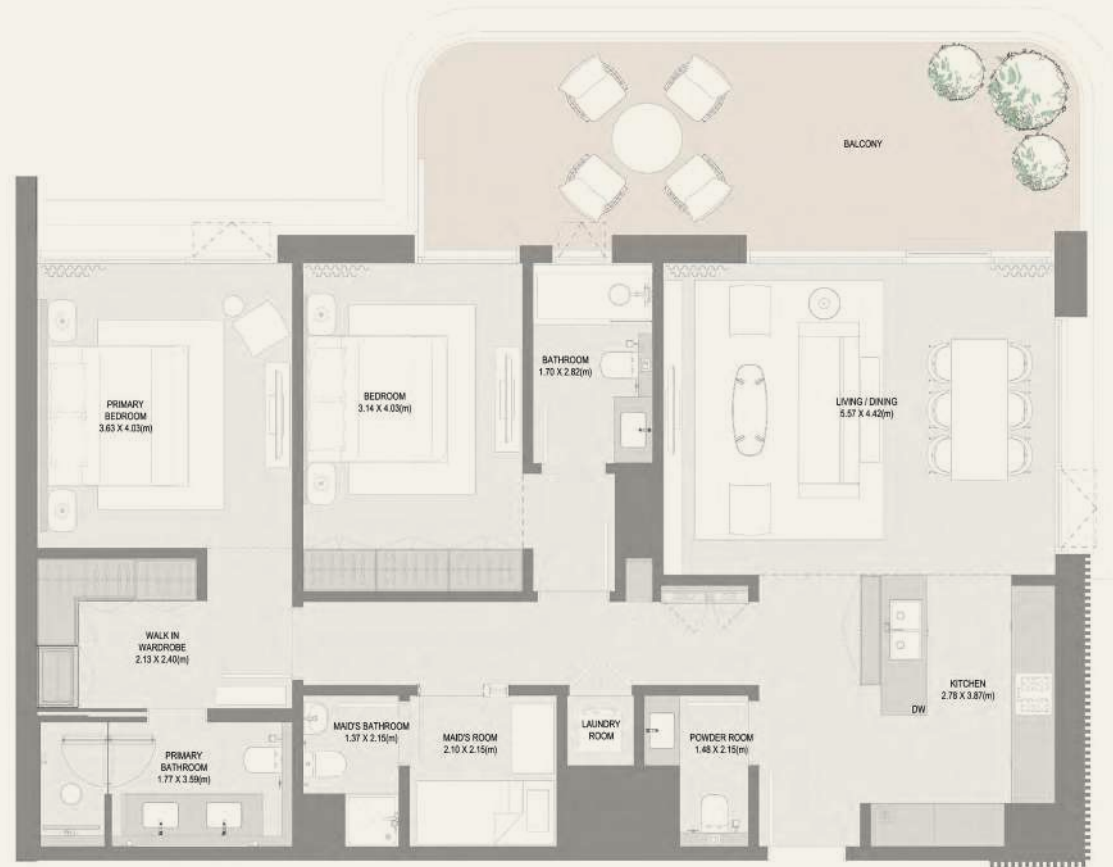 BALCONY
BATHROOM
1.70 X 2.82(m)
BEDROOM
3.14 X 4.03(m)
PRIMARY
BEDROOM
3.63 X 4.03(m)
LIVING / DINING
5.57 X 4.42(m)
WALK IN
WARDROBE
2.13 X 2.40(m)
KITCHEN
2.78 X 3.87(m)
DW
MAID'S BATHROOM
1.37 X 2.15(m)
MAID'S ROOM
2.10 X 2.15(m)
LAUNDRY
ROOM
POWDER ROOM
1.48 X 2.15(m)
PRIMARY
BATHROOM
1.77 X 3.59(m)